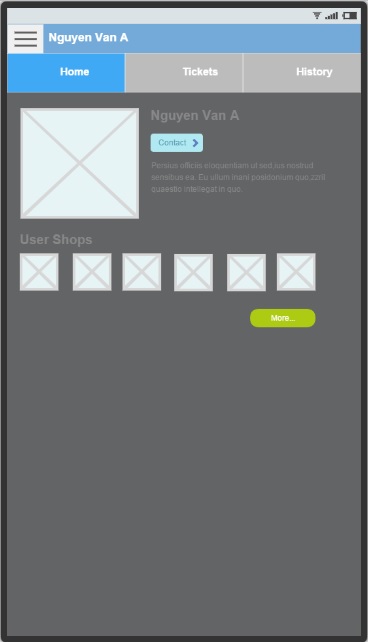 Nguyen Van A
Home
Tickets
History
Nguyen Van A
Contact
Persius officiis eloquentiam ut sed,ius nostrud
sensibus ea. Eu ullum inani posidonium quo,zzril
quaestio intellegat in quo.
User Shops
More...